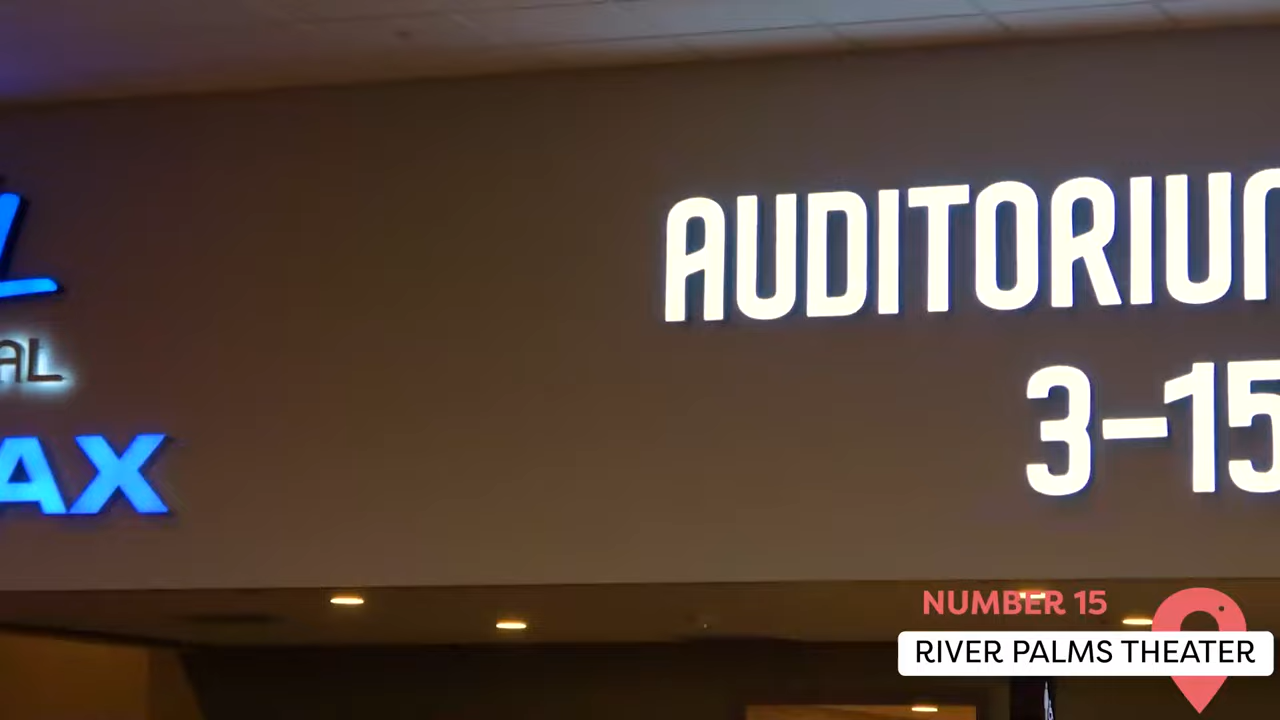 AL
AX
AUDITORIU
3–15
NUMBER 15
RIVER PALMS THEATER